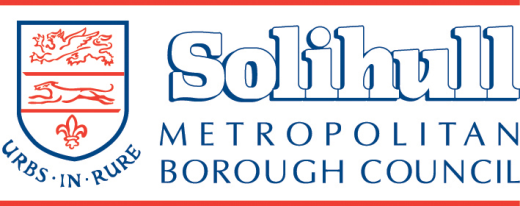 Solihull
METROPOLITAN
BOROUGH COUNCIL
URBS · IN · RURE